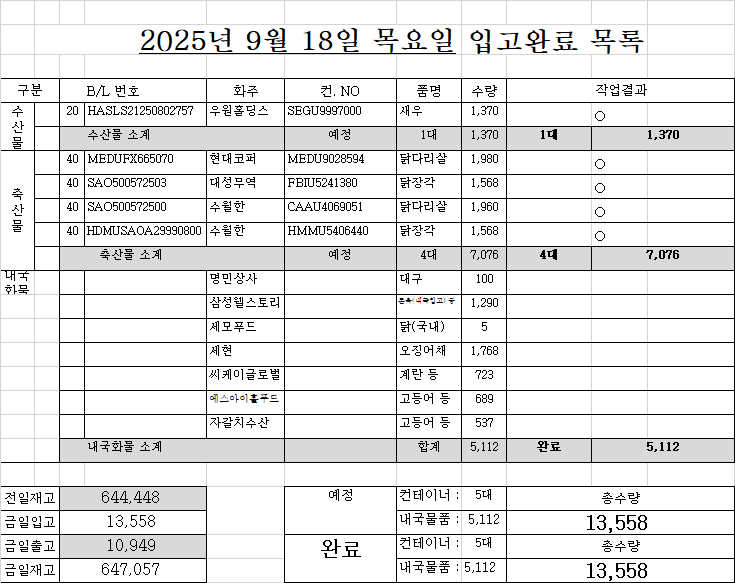 2025년 9월 18일 목요일 입고완료 목록
구분 B/L 번호 화주 컨. NO 품명 수량 작업결과
수산물 20 HASLS21250802757 우원홀딩스 SEGU9997000 새우 1,370 ○
수산물 소계 예정 1대 1,370 1대 1,370
축산물 40 MEDUFX665070 현대코퍼 MEDU9028594 닭다리살 1,980 ○
40 SAO500572503 대성무역 FBIU5241380 닭장각 1,568 ○
40 SAO500572500 수월한 CAAU4069051 닭다리살 1,960 ○
40 HDMUSAOA29990800 수월한 HMMU5406440 닭장각 1,568 ○
축산물 소계 예정 4대 7,076 4대 7,076
내국화물 명민상사 대구 100
삼성웰스토리 1,290
세모푸드 닭(국내) 5
세현 오징어채 1,768
씨케이글로벌 계란 등 723
에스아이홀푸드 고등어 등 689
자갈치수산 고등어 등 537
내국화물 소계 합계 5,112 완료 5,112
전일재고 644,448 예정 컨테이너 : 5대 총수량
금일입고 13,558 내국물품 : 5,112 13,558
금일출고 10,949 완료 컨테이너 : 5대 총수량
금일재고 647,057 내국물품 : 5,112 13,558